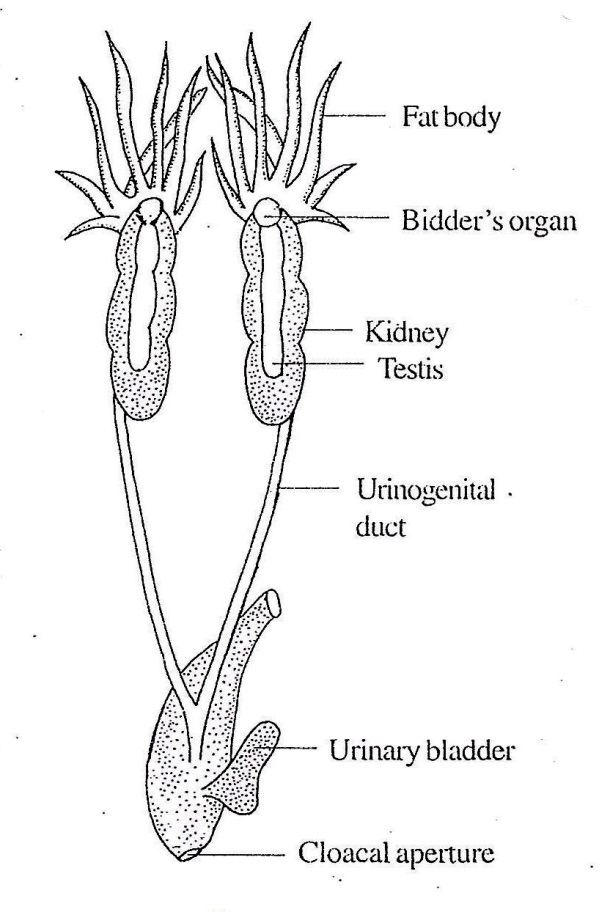 Fat body
Bidder's organ
Kidney
Testis
Urinogenital
duct
Urinary bladder
Cloacal aperture